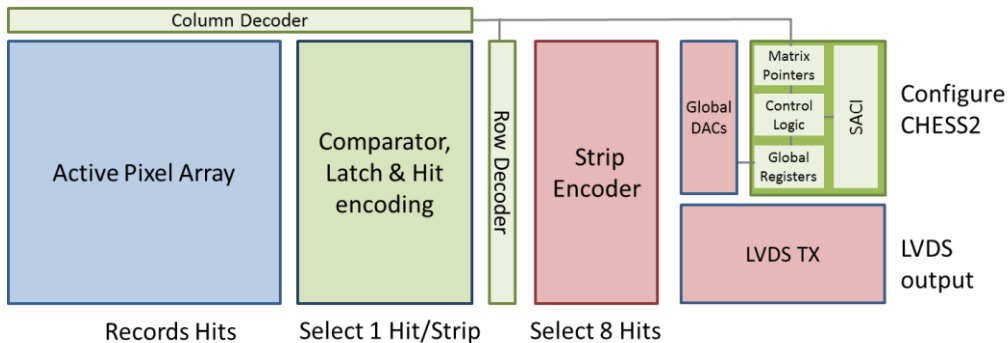 Column Decoder
Active Pixel Array
Comparator,
Latch & Hit
encoding
Row Decoder
Strip
Encoder
Global
DACs
Matrix
Pointers
Control
Logic
Global
Registers
SACI
Configure
CHESS2
LVDS TX
LVDS
output
Records Hits
Select 1 Hit/Strip
Select 8 Hits